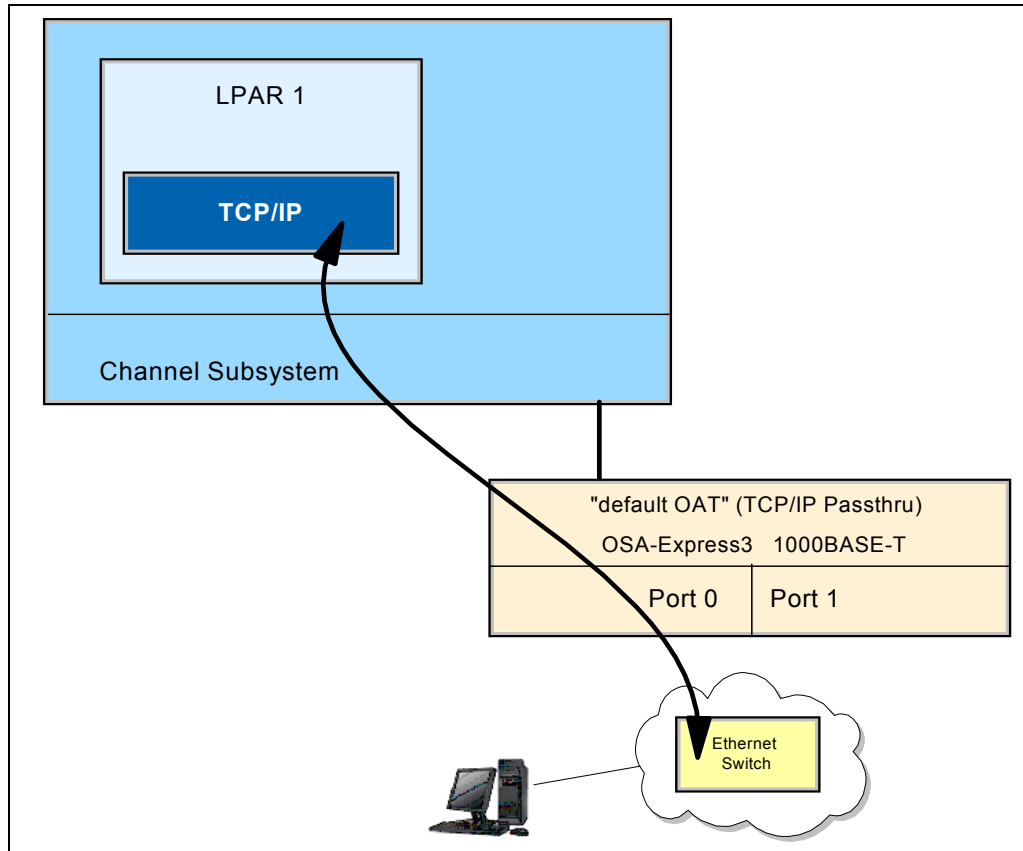 LPAR 1
TCP/IP
Channel Subsystem
"default OAT" (TCP/IP Passthru)
OSA-Express3 1000BASE-T
Port 0
Port 1
Ethernet
Switch